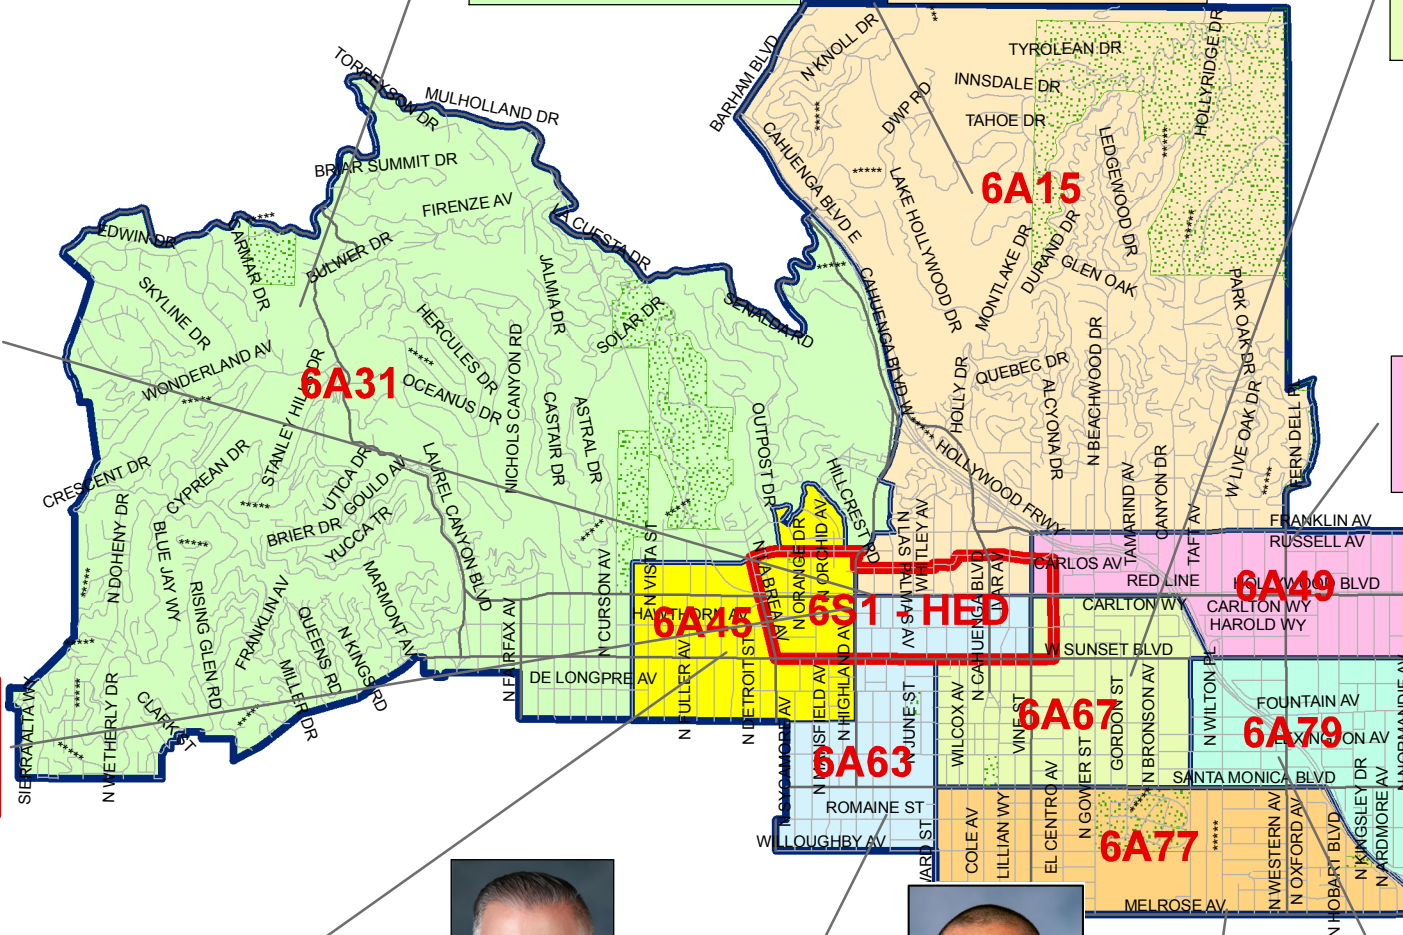 TORREYSON DR
MULHOLLAND DR
BRIAR SUMMIT DR
FIRENZE AV
EDWIN DR
BULWER DR
SKYLINE DR
WONDERLAND AV
6A31
HERCULES DR
OCEANUS DR
NICHOLS CANYON RD
JALMIA DR
CASTAIR DR
ASTRAL DR
SOLAR DR
SENALDA RD
OUTPOST DR
HILLCREST RD
CRESCENT DR
CYPREAN DR
STANLEY HILL DR
UTICA DR
GOULD AV
LAUREL CANYON BLVD
BRIER DR
YUCCA TR
N DOHENY DR
BLUE JAY WY
RISING GLEN RD
FRANKLIN AV
QUEENS RD
MARMONT AV
N KINGS RD
MILLER DR
CLARK ST
N WETHERLY DR
SIERRA ALTA WY
N FAIRFAX AV
N CURSON AV
N VISTA ST
DE LONGPRE AV
BARHAM BLVD
N KNOLL DR
DWP RD
TYROLEAN DR
INNSDALE DR
TAHOE DR
HOLLYRIDGE DR
LEDGEWOOD DR
6A15
CAHUENGA BLVD E
LAKE HOLLYWOOD DR
MONTLAKE DR
DURAND DR
GLEN OAK
CAHUENGA BLVD W
HOLLY DR
QUEBEC DR
ALCYONA DR
N BEACHWOOD DR
PARK OAK DR
W LIVE OAK DR
HOLLYWOOD FRWY
TAMARIND AV
CANYON DR
TAFT AV
N LAS PALMAS AV
WHITLEY AV
FRANKLIN AV
RUSSELL AV
CARLOS AV
RED LINE
HOLLYWOOD BLVD
6A49
CARLTON WY
CARLTON WY
HAROLD WY
N LA BREA AV
N ORANGE DR
N ORCHID AV
HAWTHORN AV
6A45
6S1 - HED
N HIGHLAND AV
N CAHUENGA BLVD
W SUNSET BLVD
N FULLER AV
N DETROIT ST
N SYCAMORE AV
6A63
N JUNE ST
WILCOX AV
VINE ST
6A67
GORDON ST
N BRONSON AV
N GOWER ST
EL CENTRO AV
N WILTON PL
FOUNTAIN AV
6A79
LEXINGTON AV
SANTA MONICA BLVD
ROMAINE ST
WILLOUGHBY AV
COLE AV
LILLIAN WY
6A77
N WESTERN AV
N OXFORD AV
N HOBART BLVD
N KINGSLEY DR
N ARDMORE AV
N NORMANDIE AV
MELROSE AV